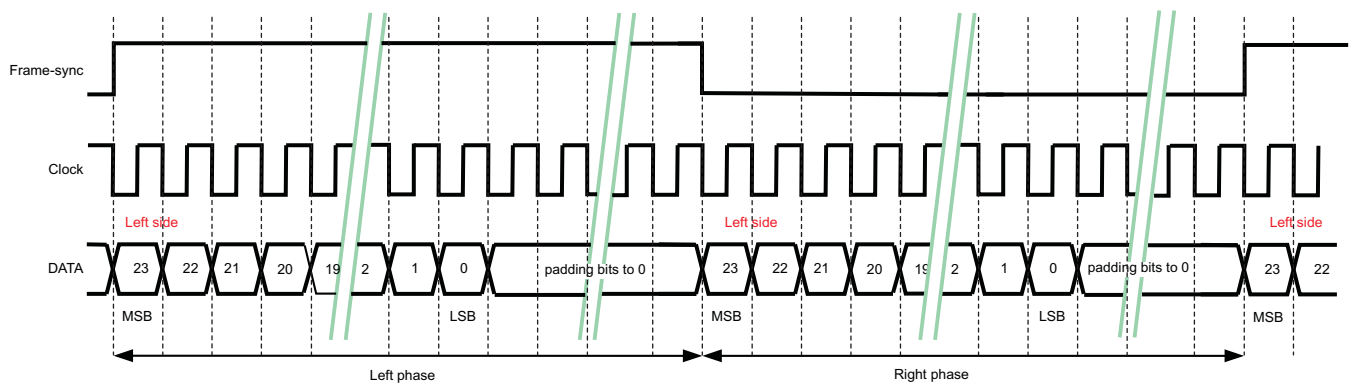 Frame-sync
Clock
Left side Left side Left side
DATA 23 22 21 20 19 2 1 0 padding bits to 0 23 22 21 20 19 2 1 0 padding bits to 0 23 22
MSB LSB MSB LSB MSB
Left phase Right phase